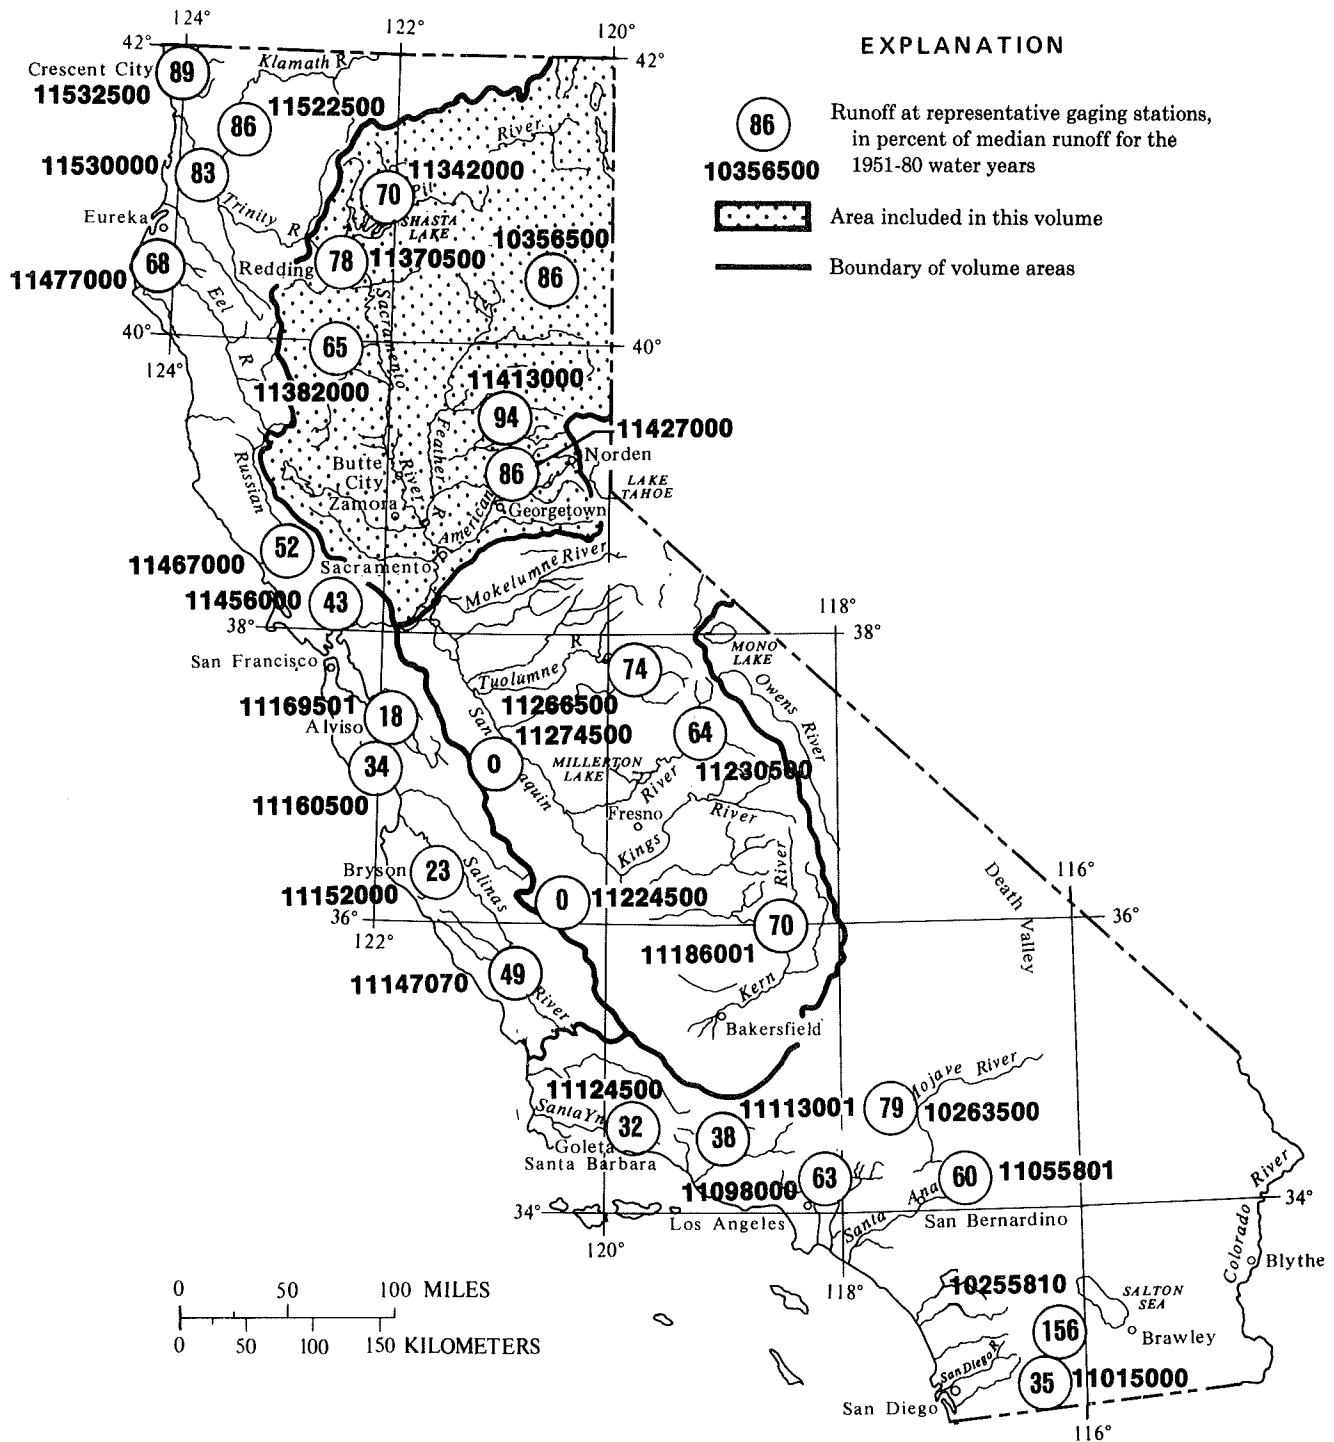 124°
122°
120°
42°
42°
EXPLANATION
Crescent City
89
11532500
Klamath R
11522500
86
86
10356500
Runoff at representative gaging stations,
in percent of median runoff for the
1951-80 water years
River
11530000
83
11342000
70
Pit
SHASTA
LAKE
Trinity
R
Area included in this volume
Eureka
68
11477000
Redding
78
11370500
10356500
86
Boundary of volume areas
Eel
R
Sacramento
River
40°
40°
124°
65
11382000
11413000
94
11427000
86
Norden
LAKE
TAHOE
Feather
R
Butte
City
Zamora
American
Georgetown
Russian
52
11467000
Sacramento
Mokelumne River
11456000
43
118°
38°
38°
San Francisco
MONO
LAKE
Tuolumne
R
74
11266500
Owens River
11169501
18
Alviso
San
aquin
11274500
0
64
11230500
MILLERTON
LAKE
River
34
11160500
Fresno
Kings
River
River
Bryson
23
11152000
Salinas
River
0
11224500
Death Valley
116°
36°
36°
122°
70
11186001
11147070
49
Kern
Bakersfield
11124500
Santa Yn
32
Goleta
Santa Barbara
11113001
38
79
10263500
Mojave River
11098000
63
60
11055801
Santa Ana
San Bernardino
Los Angeles
34°
34°
120°
118°
Colorado
River
Blythe
0 50 100 MILES
0 50 100 150 KILOMETERS
10255810
156
SALTON
SEA
Brawley
San Diego R
35
11015000
San Diego
116°